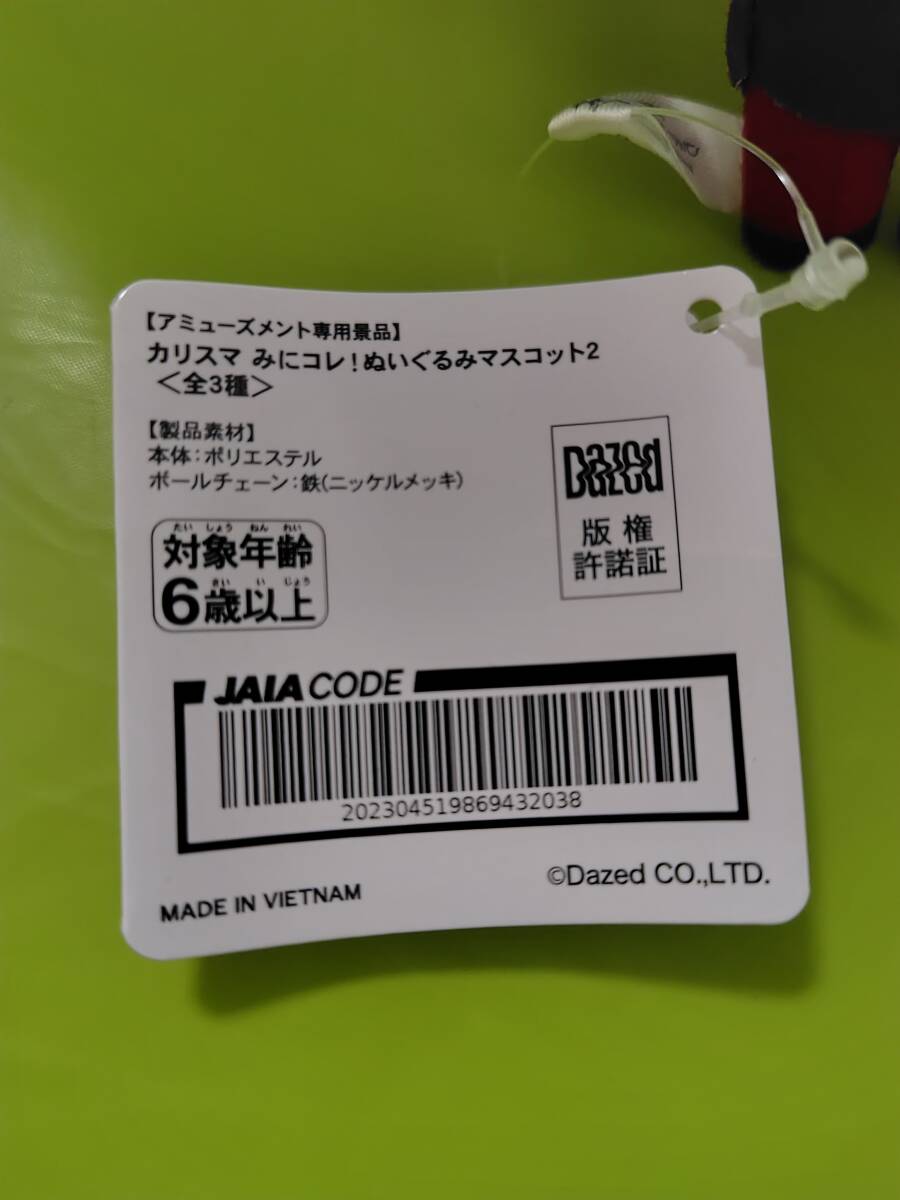 【アミューズメント専用景品】
カリスマ みにコレ!ぬいぐるみマスコット2
＜全3種＞
【製品素材】
本体:ポリエステル
ボールチェーン:鉄(ニッケルメッキ)
たいしょうねんれい
対象年齢
さい い じょう
6歳以上
Dazed
版権
許諾証
JAIA CODE
202304519869432038
©Dazed CO.,LTD.
MADE IN VIETNAM